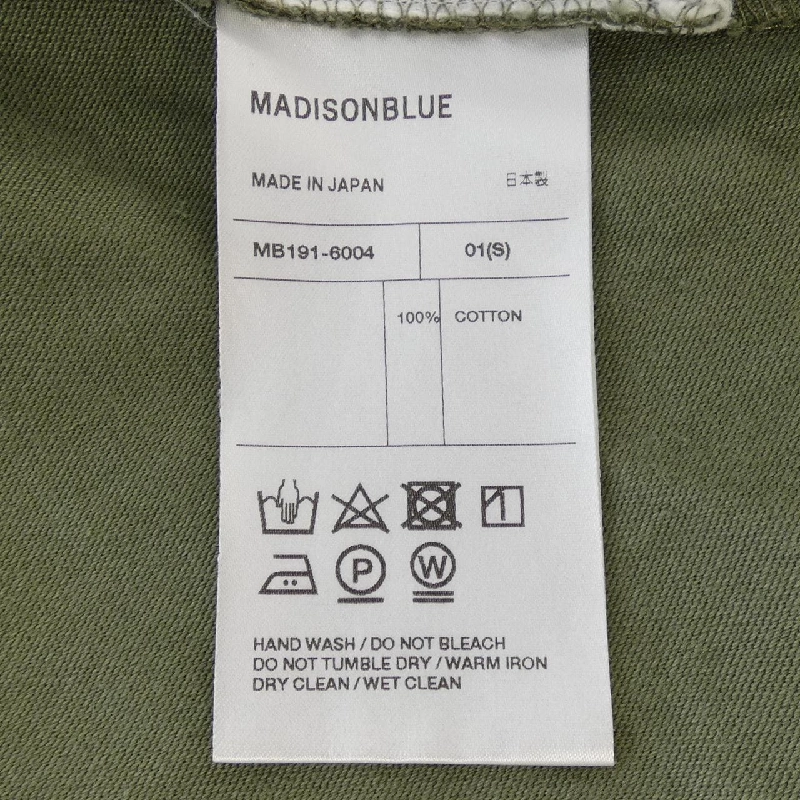 MADISONBLUE
MADE IN JAPAN 日本製
MB191-6004 01(S)
100% COTTON
P W
HAND WASH / DO NOT BLEACH
DO NOT TUMBLE DRY / WARM IRON
DRY CLEAN / WET CLEAN